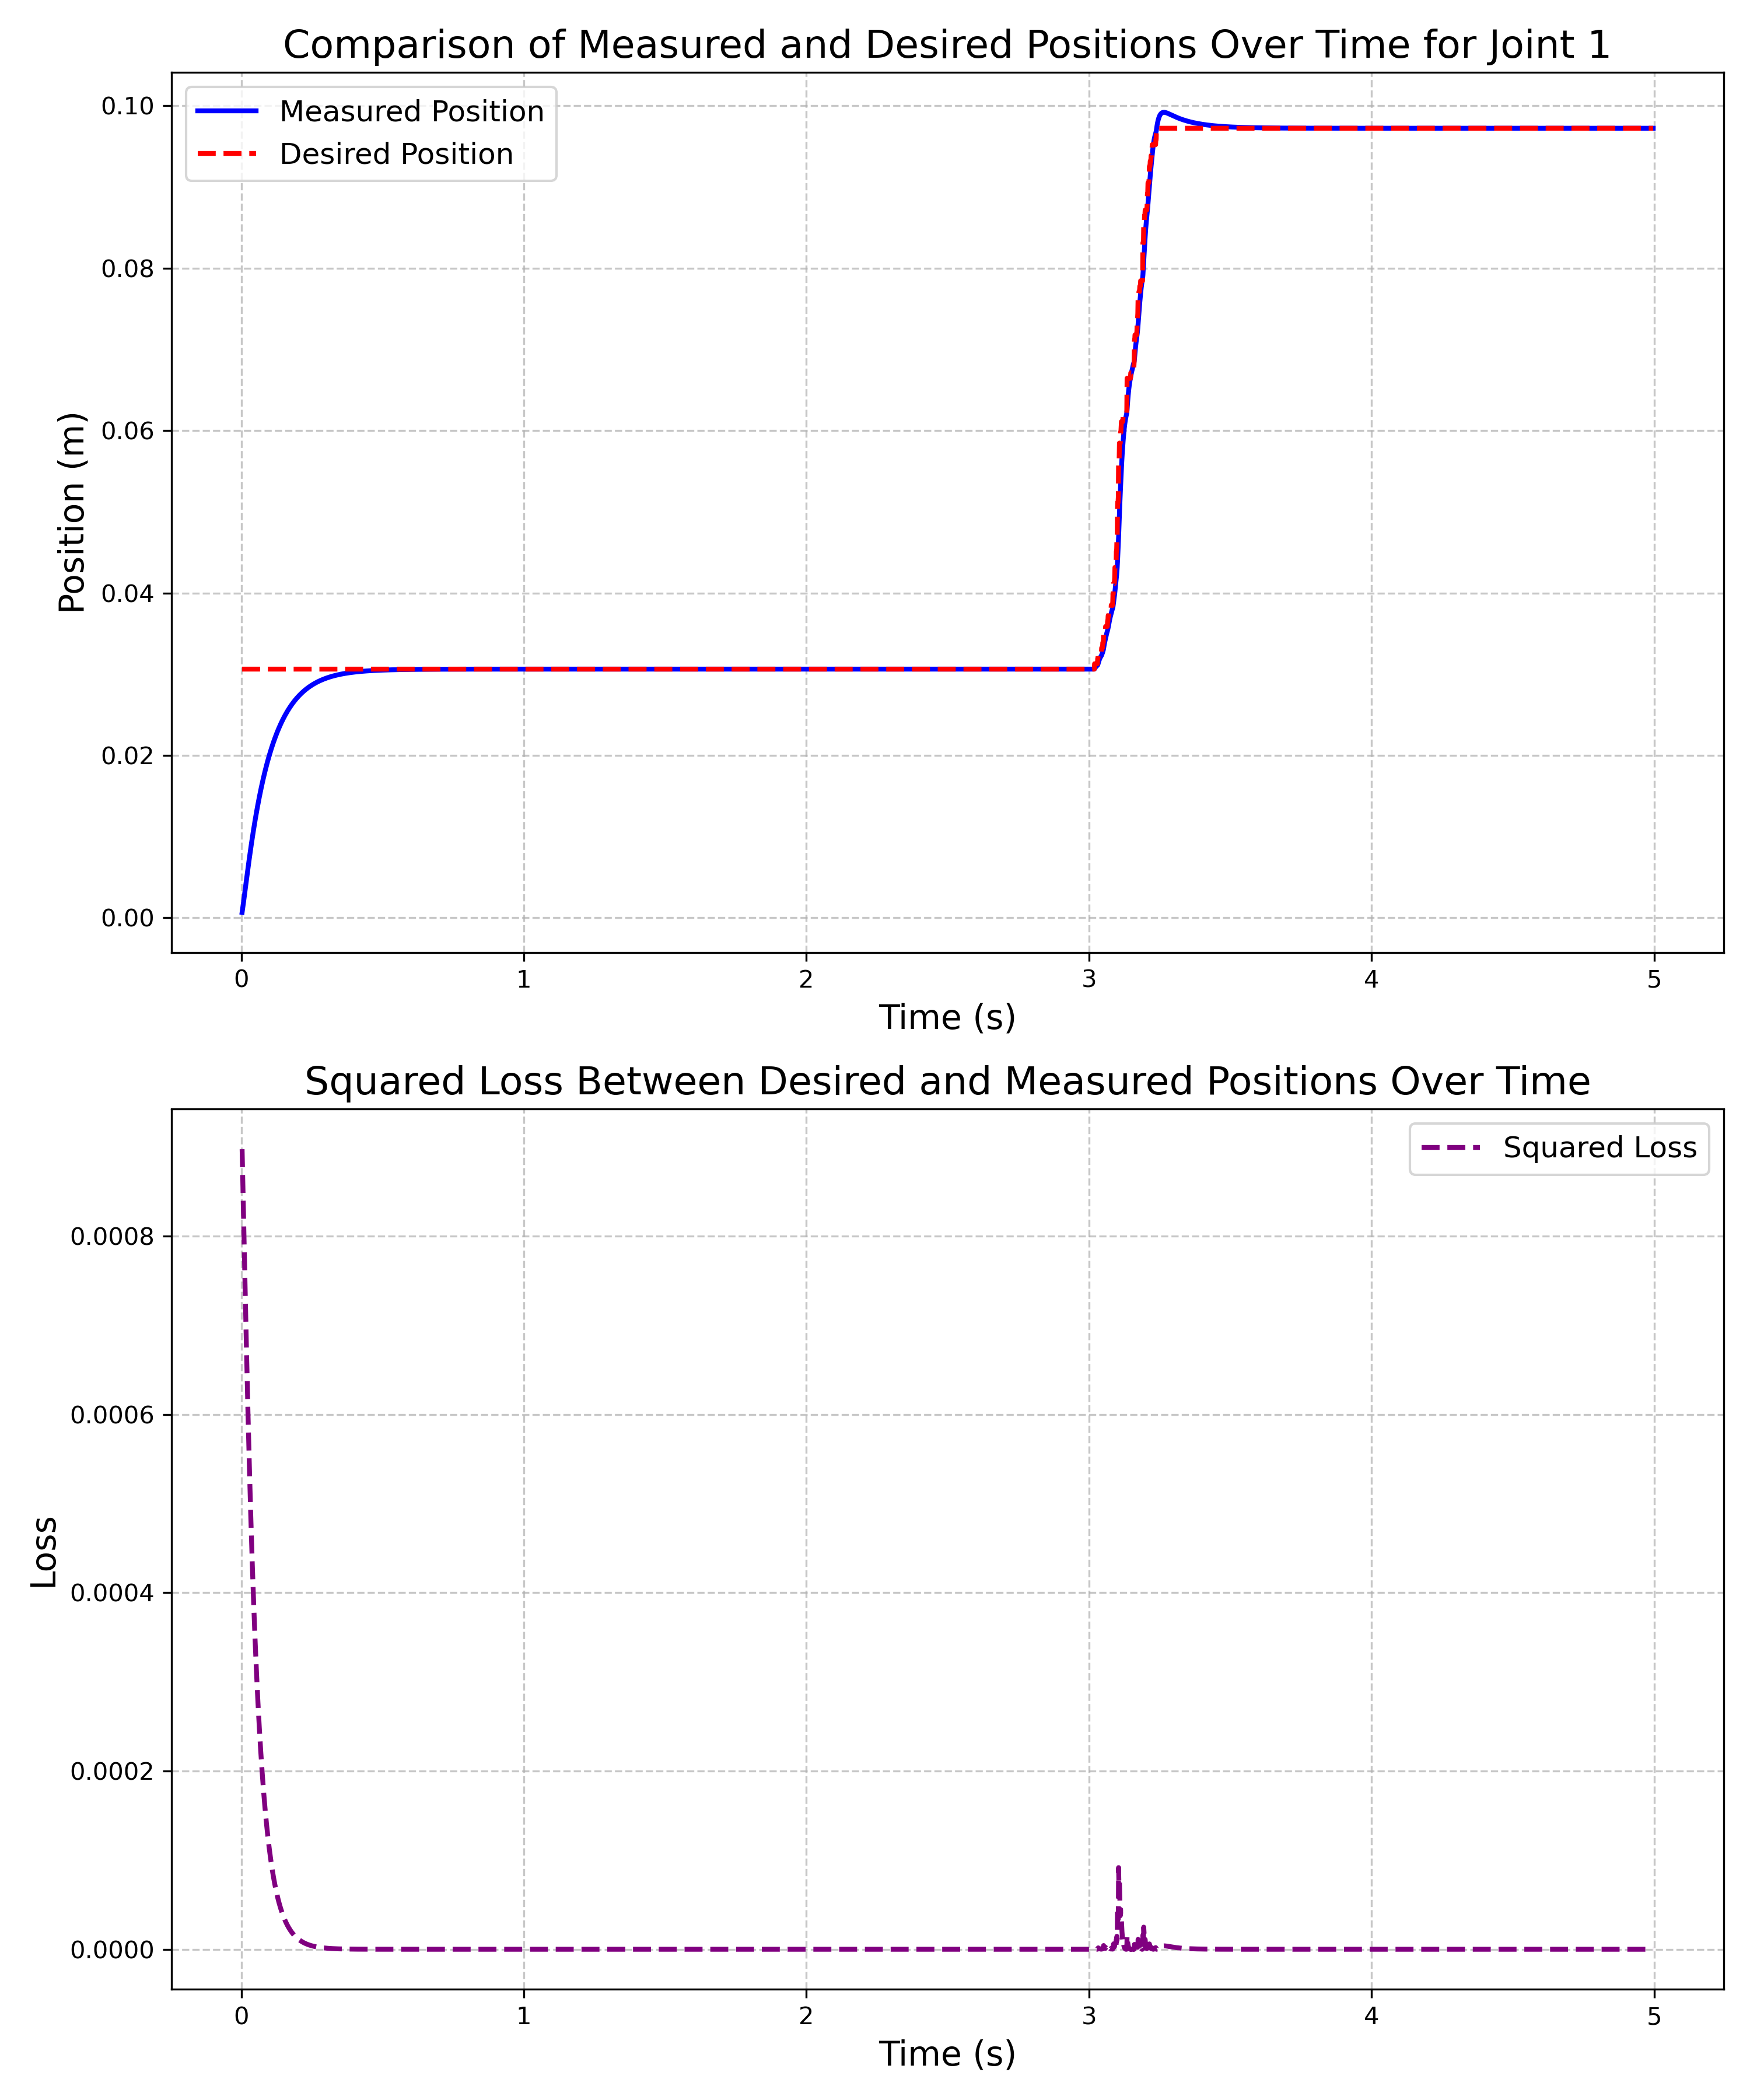 Comparison of Measured and Desired Positions Over Time for Joint 1
Measured Position
Desired Position
0.10
0.08
0.06
0.04
0.02
0.00
Position (m)
0 1 2 3 4 5
Time (s)
Squared Loss Between Desired and Measured Positions Over Time
Squared Loss
0.0008
0.0006
0.0004
0.0002
0.0000
Loss
0 1 2 3 4 5
Time (s)